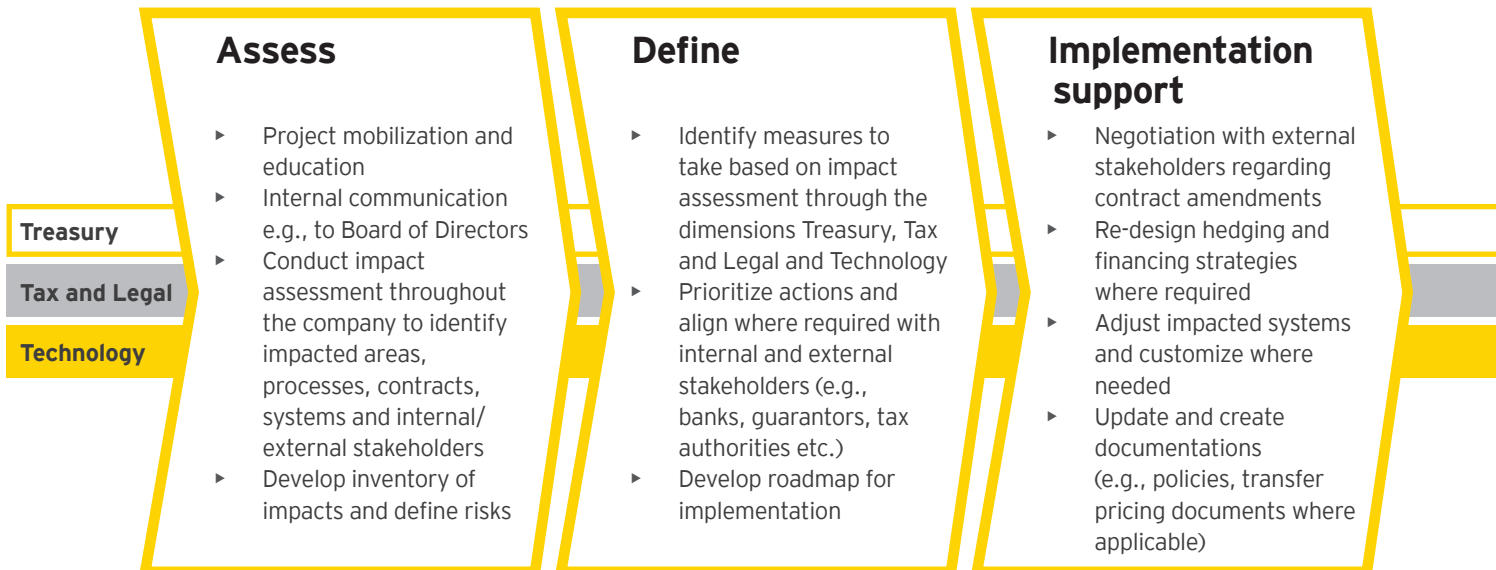 Treasury
Tax and Legal
Technology
Assess
▸ Project mobilization and
education
▸ Internal communication
e.g., to Board of Directors
▸ Conduct impact
assessment throughout
the company to identify
impacted areas,
processes, contracts,
systems and internal/
external stakeholders
▸ Develop inventory of
impacts and define risks
Define
▸ Identify measures to
take based on impact
assessment through the
dimensions Treasury, Tax
and Legal and Technology
▸ Prioritize actions and
align where required with
internal and external
stakeholders (e.g.,
banks, guarantors, tax
authorities etc.)
▸ Develop roadmap for
implementation
Implementation
support
▸ Negotiation with external
stakeholders regarding
contract amendments
▸ Re-design hedging and
financing strategies
where required
▸ Adjust impacted systems
and customize where
needed
▸ Update and create
documentations
(e.g., policies, transfer
pricing documents where
applicable)